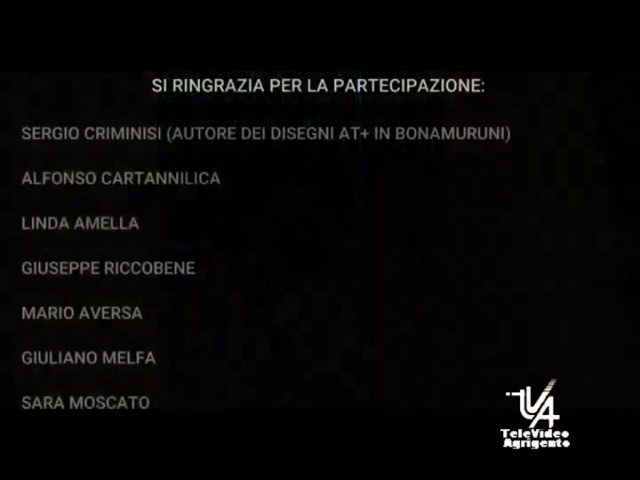 SI RINGRAZIA PER LA PARTECIPAZIONE:
SERGIO CRIMINISI (AUTORE DEI DISEGNI AT+ IN BONAMURUNI)
ALFONSO CARTANNILICA
LINDA AMELLA
GIUSEPPE RICCOBENE
MARIO AVERSA
GIULIANO MELFA
SARA MOSCATO
TVA
TeleVideo
Agrigento